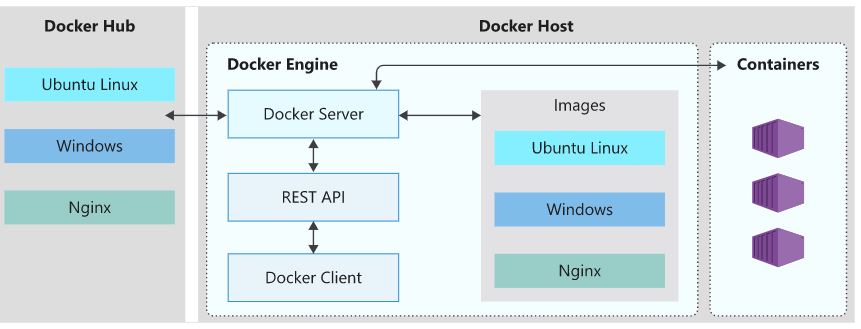 Docker Hub
Ubuntu Linux
Windows
Nginx
Docker Host
Docker Engine
Docker Server
REST API
Docker Client
Images
Ubuntu Linux
Windows
Nginx
Containers